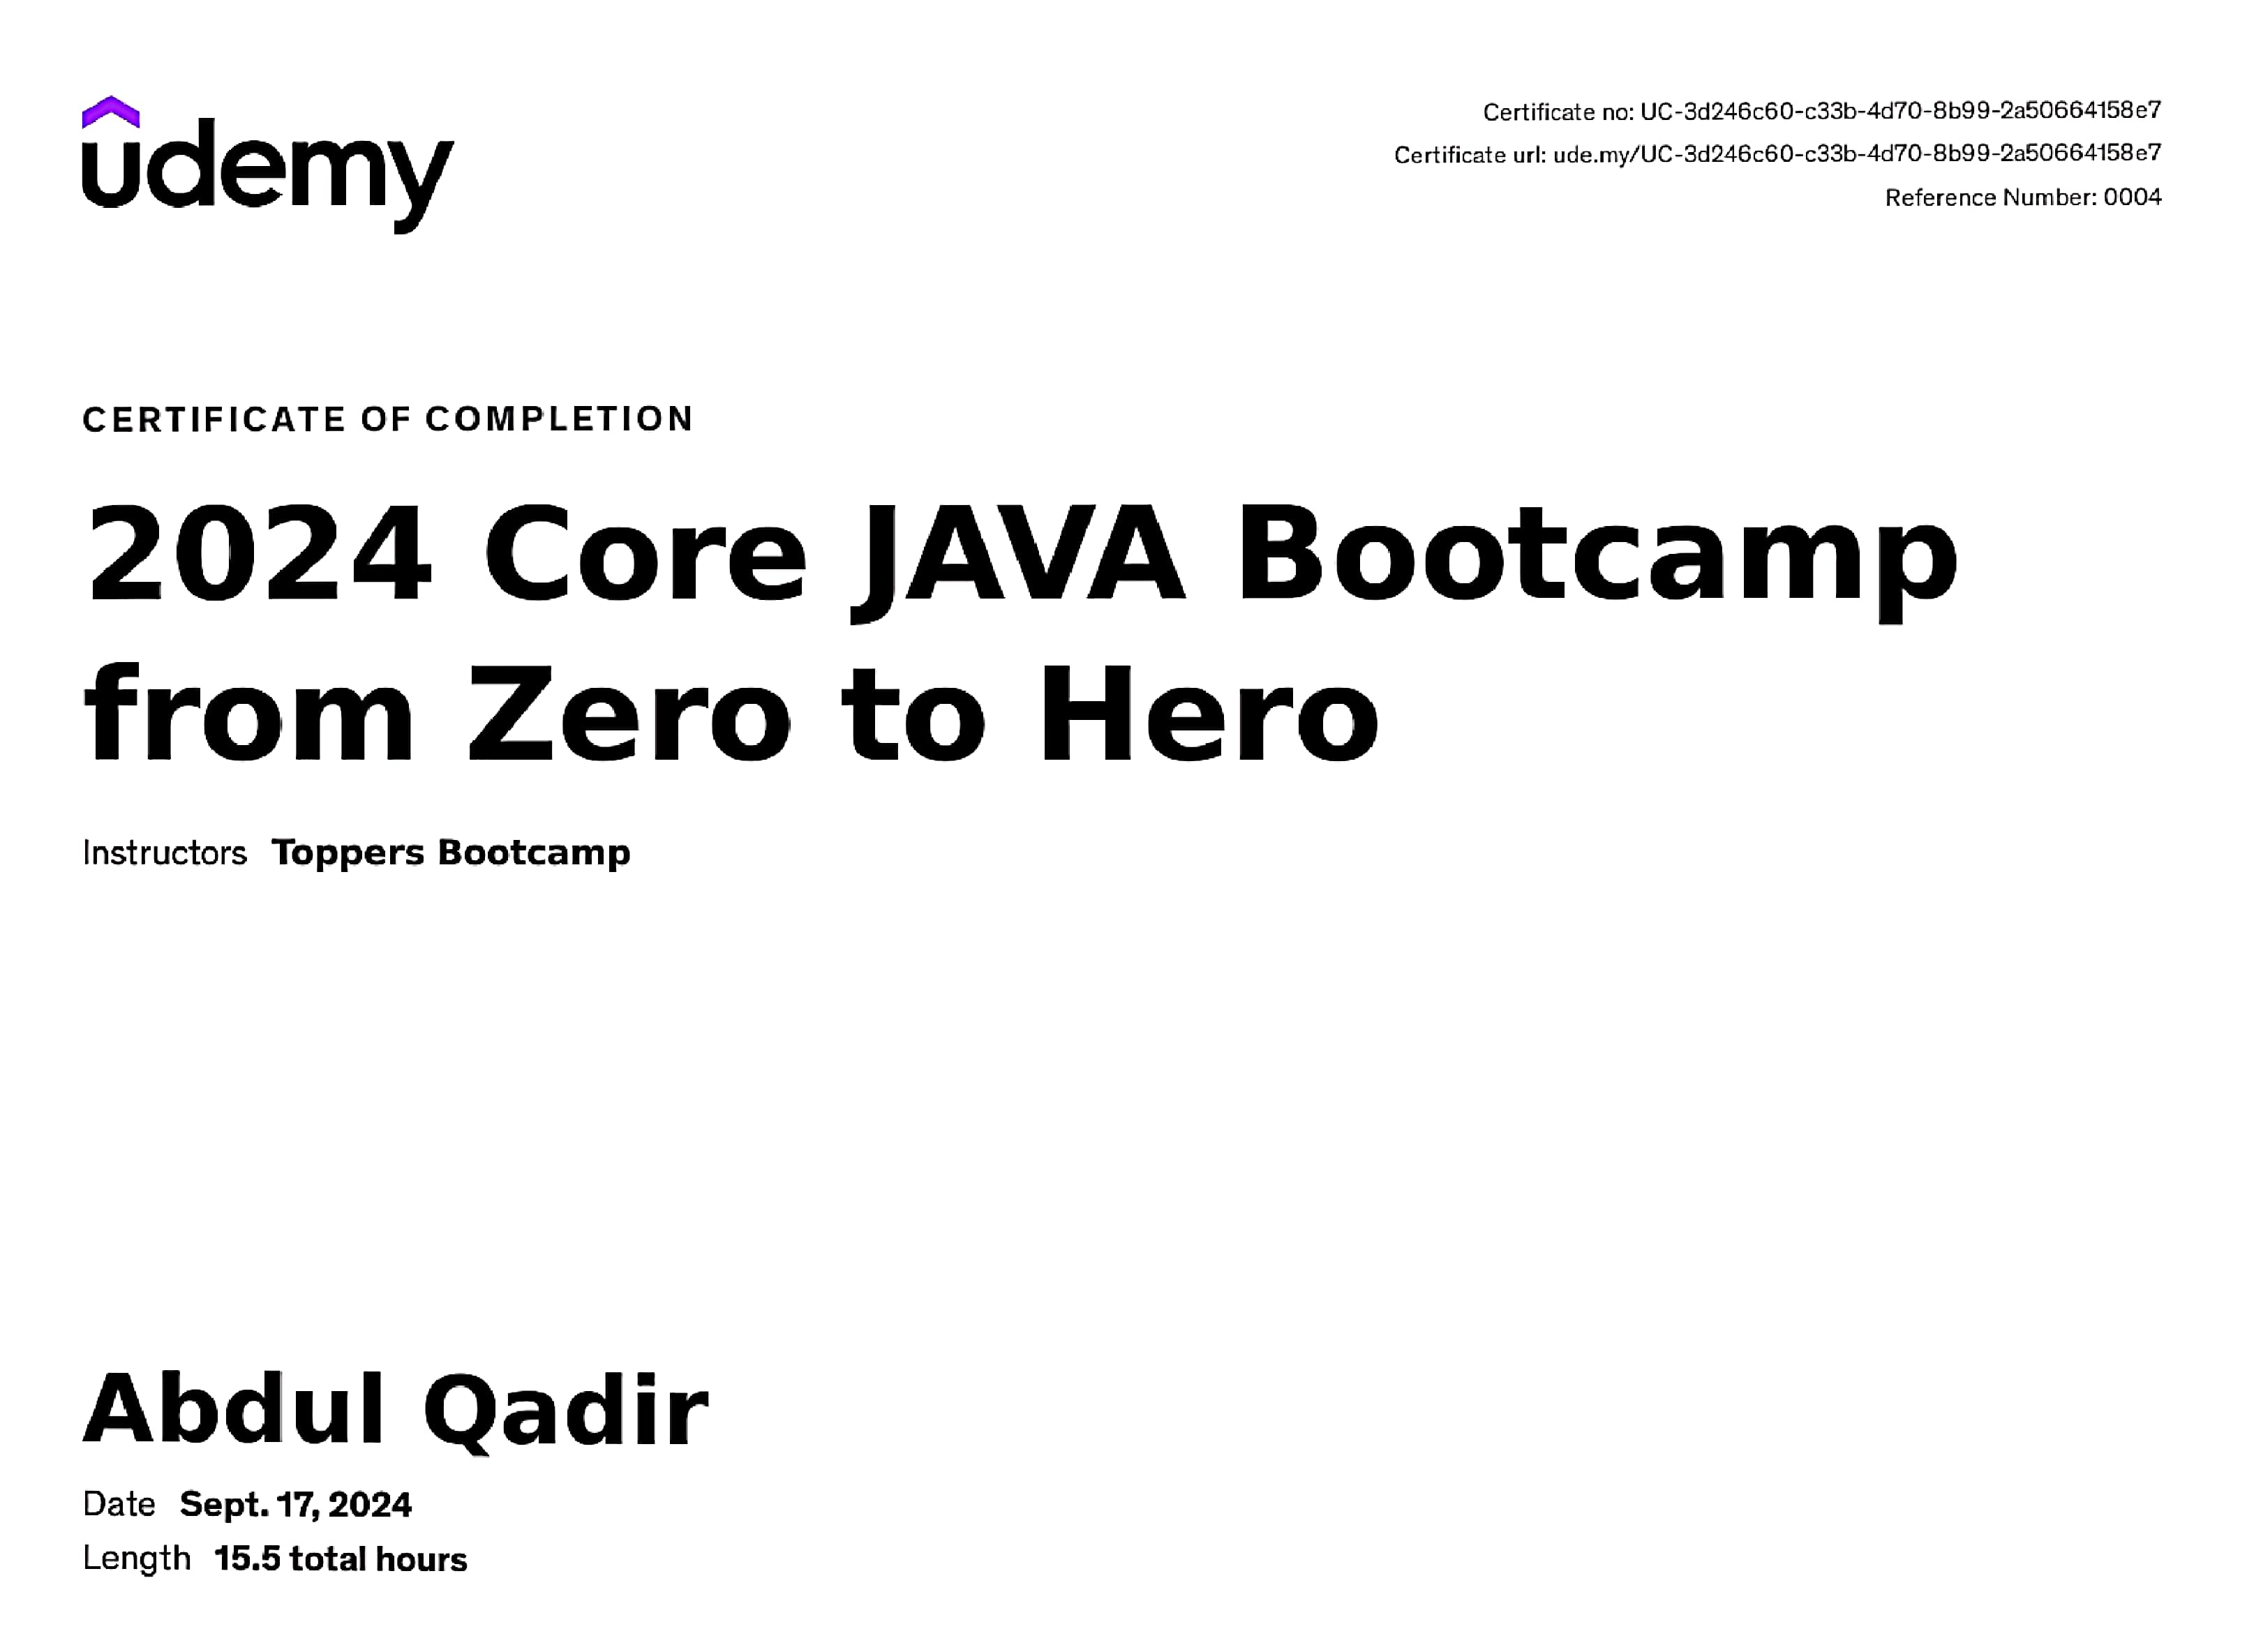 udemy
Certificate no: UC-3d246c60-c33b-4d70-8b99-2a50664158e7
Certificate url: ude.my/UC-3d246c60-c33b-4d70-8b99-2a50664158e7
Reference Number: 0004
CERTIFICATE OF COMPLETION
2024 Core JAVA Bootcamp
from Zero to Hero
Instructors Toppers Bootcamp
Abdul Qadir
Date Sept. 17, 2024
Length 15.5 total hours